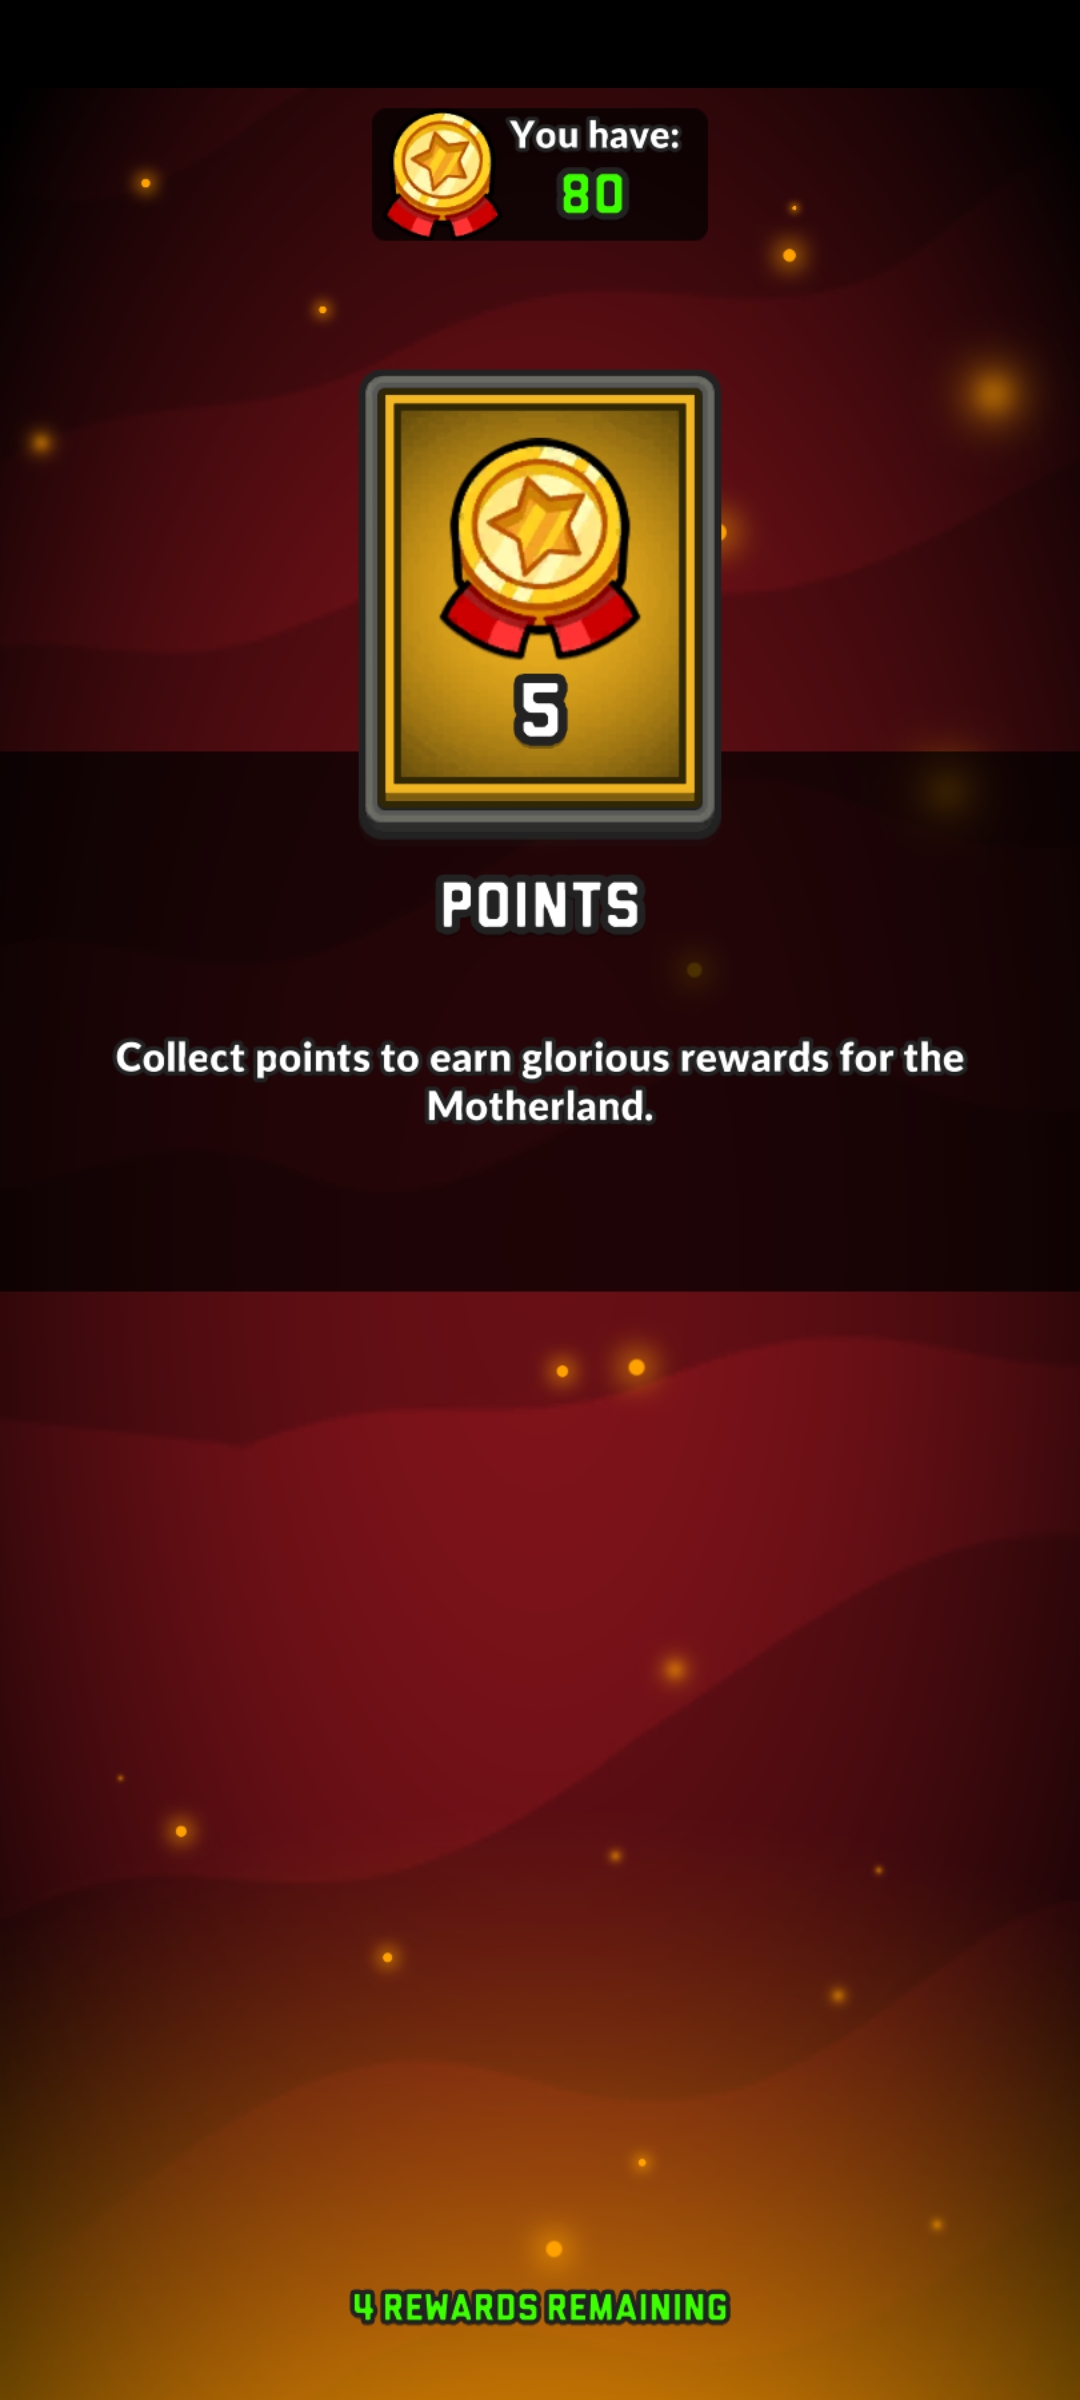 You have:
80
5
POINTS
Collect points to earn glorious rewards for the
Motherland.
4 REWARDS REMAINING